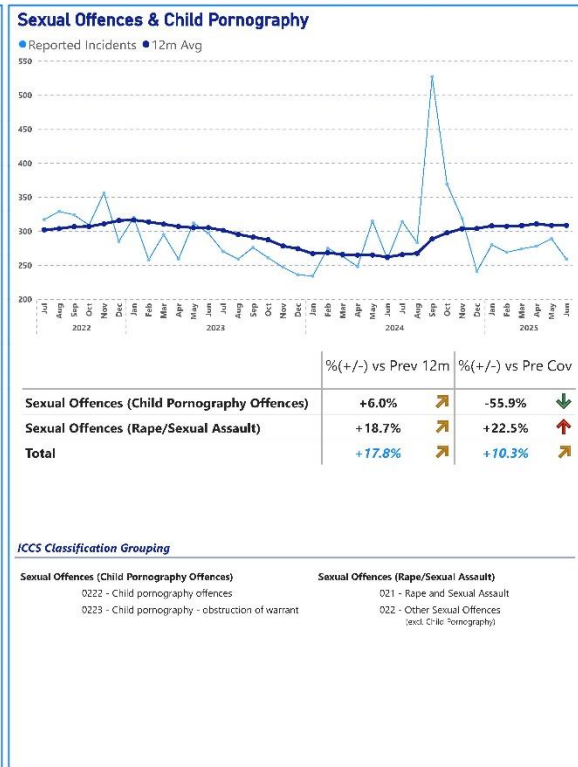 Sexual Offences & Child Pornography
Reported Incidents 12m Avg
550
500
450
400
350
300
250
200
Jul Aug Sep Oct Nov Dec Jan Feb Mar Apr May Jun Jul Aug Sep Oct Nov Dec Jan Feb Mar Apr May Jun Jul Aug Sep Oct Nov Dec Jan Feb Mar Apr May Jun
2022 2023 2024 2025
%(+/-) vs Prev 12m %(+/-) vs Pre Cov
Sexual Offences (Child Pornography Offences) +6.0% -55.9%
Sexual Offences (Rape/Sexual Assault) +18.7% +22.5%
Total +17.8% +10.3%
ICCS Classification Grouping
Sexual Offences (Child Pornography Offences) Sexual Offences (Rape/Sexual Assault)
0222 - Child pornography offences 021 - Rape and Sexual Assault
0223 - Child pornography - obstruction of warrant 022 - Other Sexual Offences
(excl. Child Pornography)